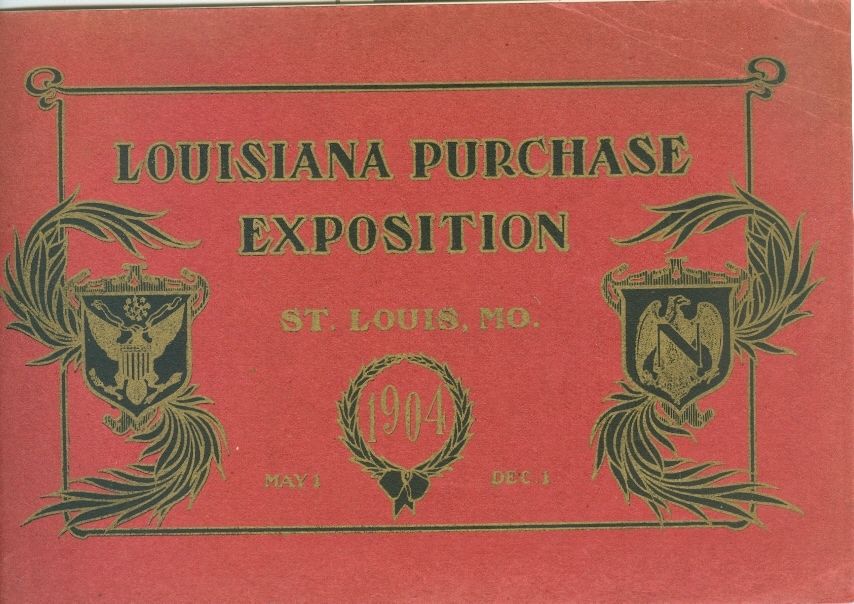 LOUISIANA PURCHASE
EXPOSITION
ST. LOUIS, MO.
1904
MAY 1 DEC 1
N